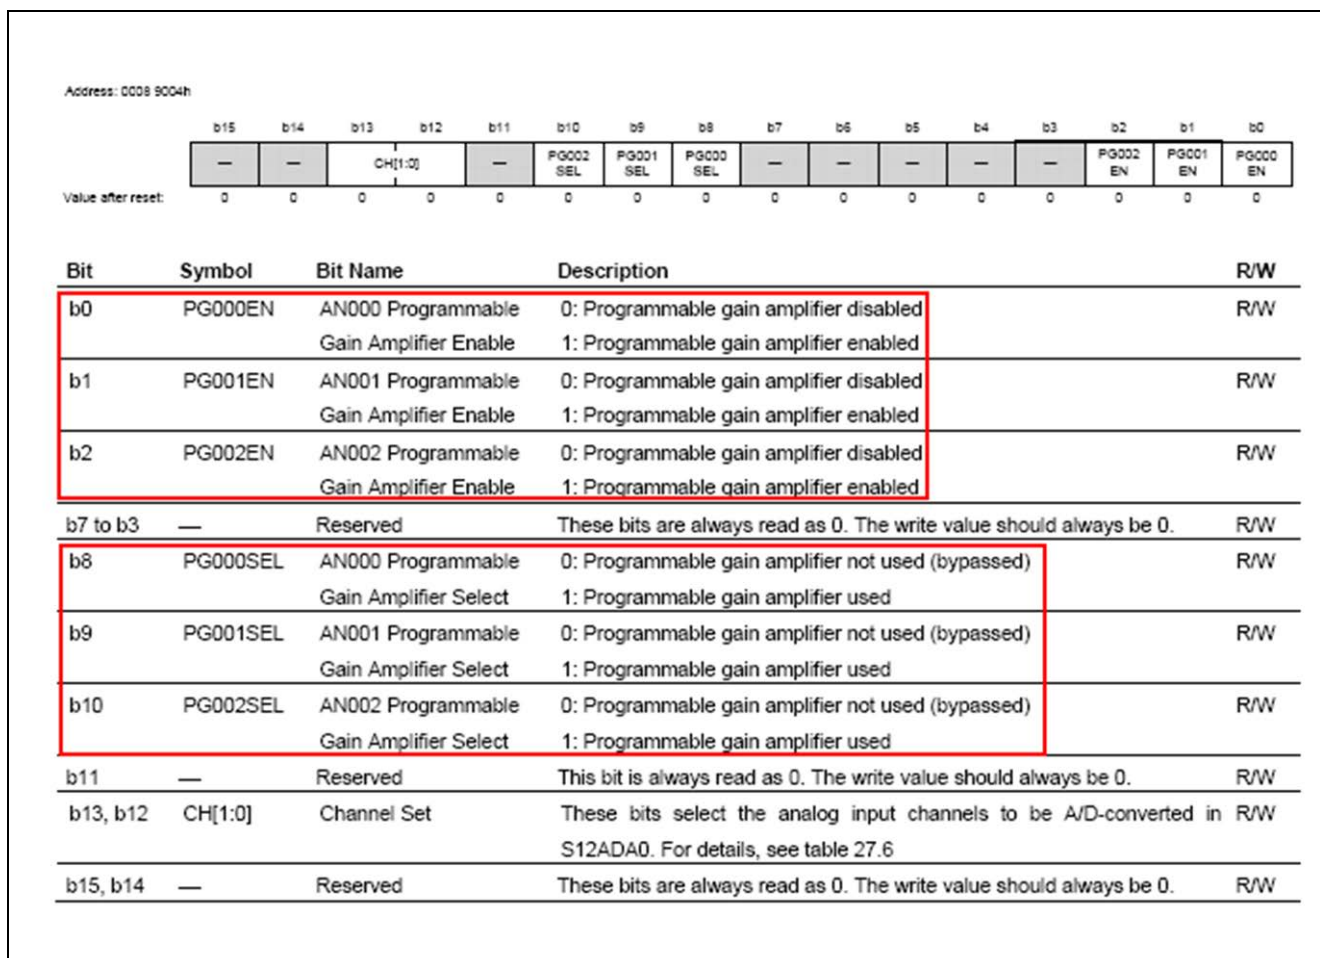 Address: 0008 9004h
b15 b14 b13 b12 b11 b10 b9 b8 b7 b6 b5 b4 b3 b2 b1 b0
— — CH[1:0] — PG002 SEL PG001 SEL PG000 SEL — — — — — PG002 EN PG001 EN PG000 EN
Value after reset: 0 0 0 0 0 0 0 0 0 0 0 0 0 0 0 0
Bit Symbol Bit Name Description R/W
b0 PG000EN AN000 Programmable 0: Programmable gain amplifier disabled R/W
Gain Amplifier Enable 1: Programmable gain amplifier enabled
b1 PG001EN AN001 Programmable 0: Programmable gain amplifier disabled R/W
Gain Amplifier Enable 1: Programmable gain amplifier enabled
b2 PG002EN AN002 Programmable 0: Programmable gain amplifier disabled R/W
Gain Amplifier Enable 1: Programmable gain amplifier enabled
b7 to b3 — Reserved These bits are always read as 0. The write value should always be 0. R/W
b8 PG000SEL AN000 Programmable 0: Programmable gain amplifier not used (bypassed) R/W
Gain Amplifier Select 1: Programmable gain amplifier used
b9 PG001SEL AN001 Programmable 0: Programmable gain amplifier not used (bypassed) R/W
Gain Amplifier Select 1: Programmable gain amplifier used
b10 PG002SEL AN002 Programmable 0: Programmable gain amplifier not used (bypassed) R/W
Gain Amplifier Select 1: Programmable gain amplifier used
b11 — Reserved This bit is always read as 0. The write value should always be 0. R/W
b13, b12 CH[1:0] Channel Set These bits select the analog input channels to be A/D-converted in R/W
S12ADA0. For details, see table 27.6
b15, b14 — Reserved These bits are always read as 0. The write value should always be 0. R/W